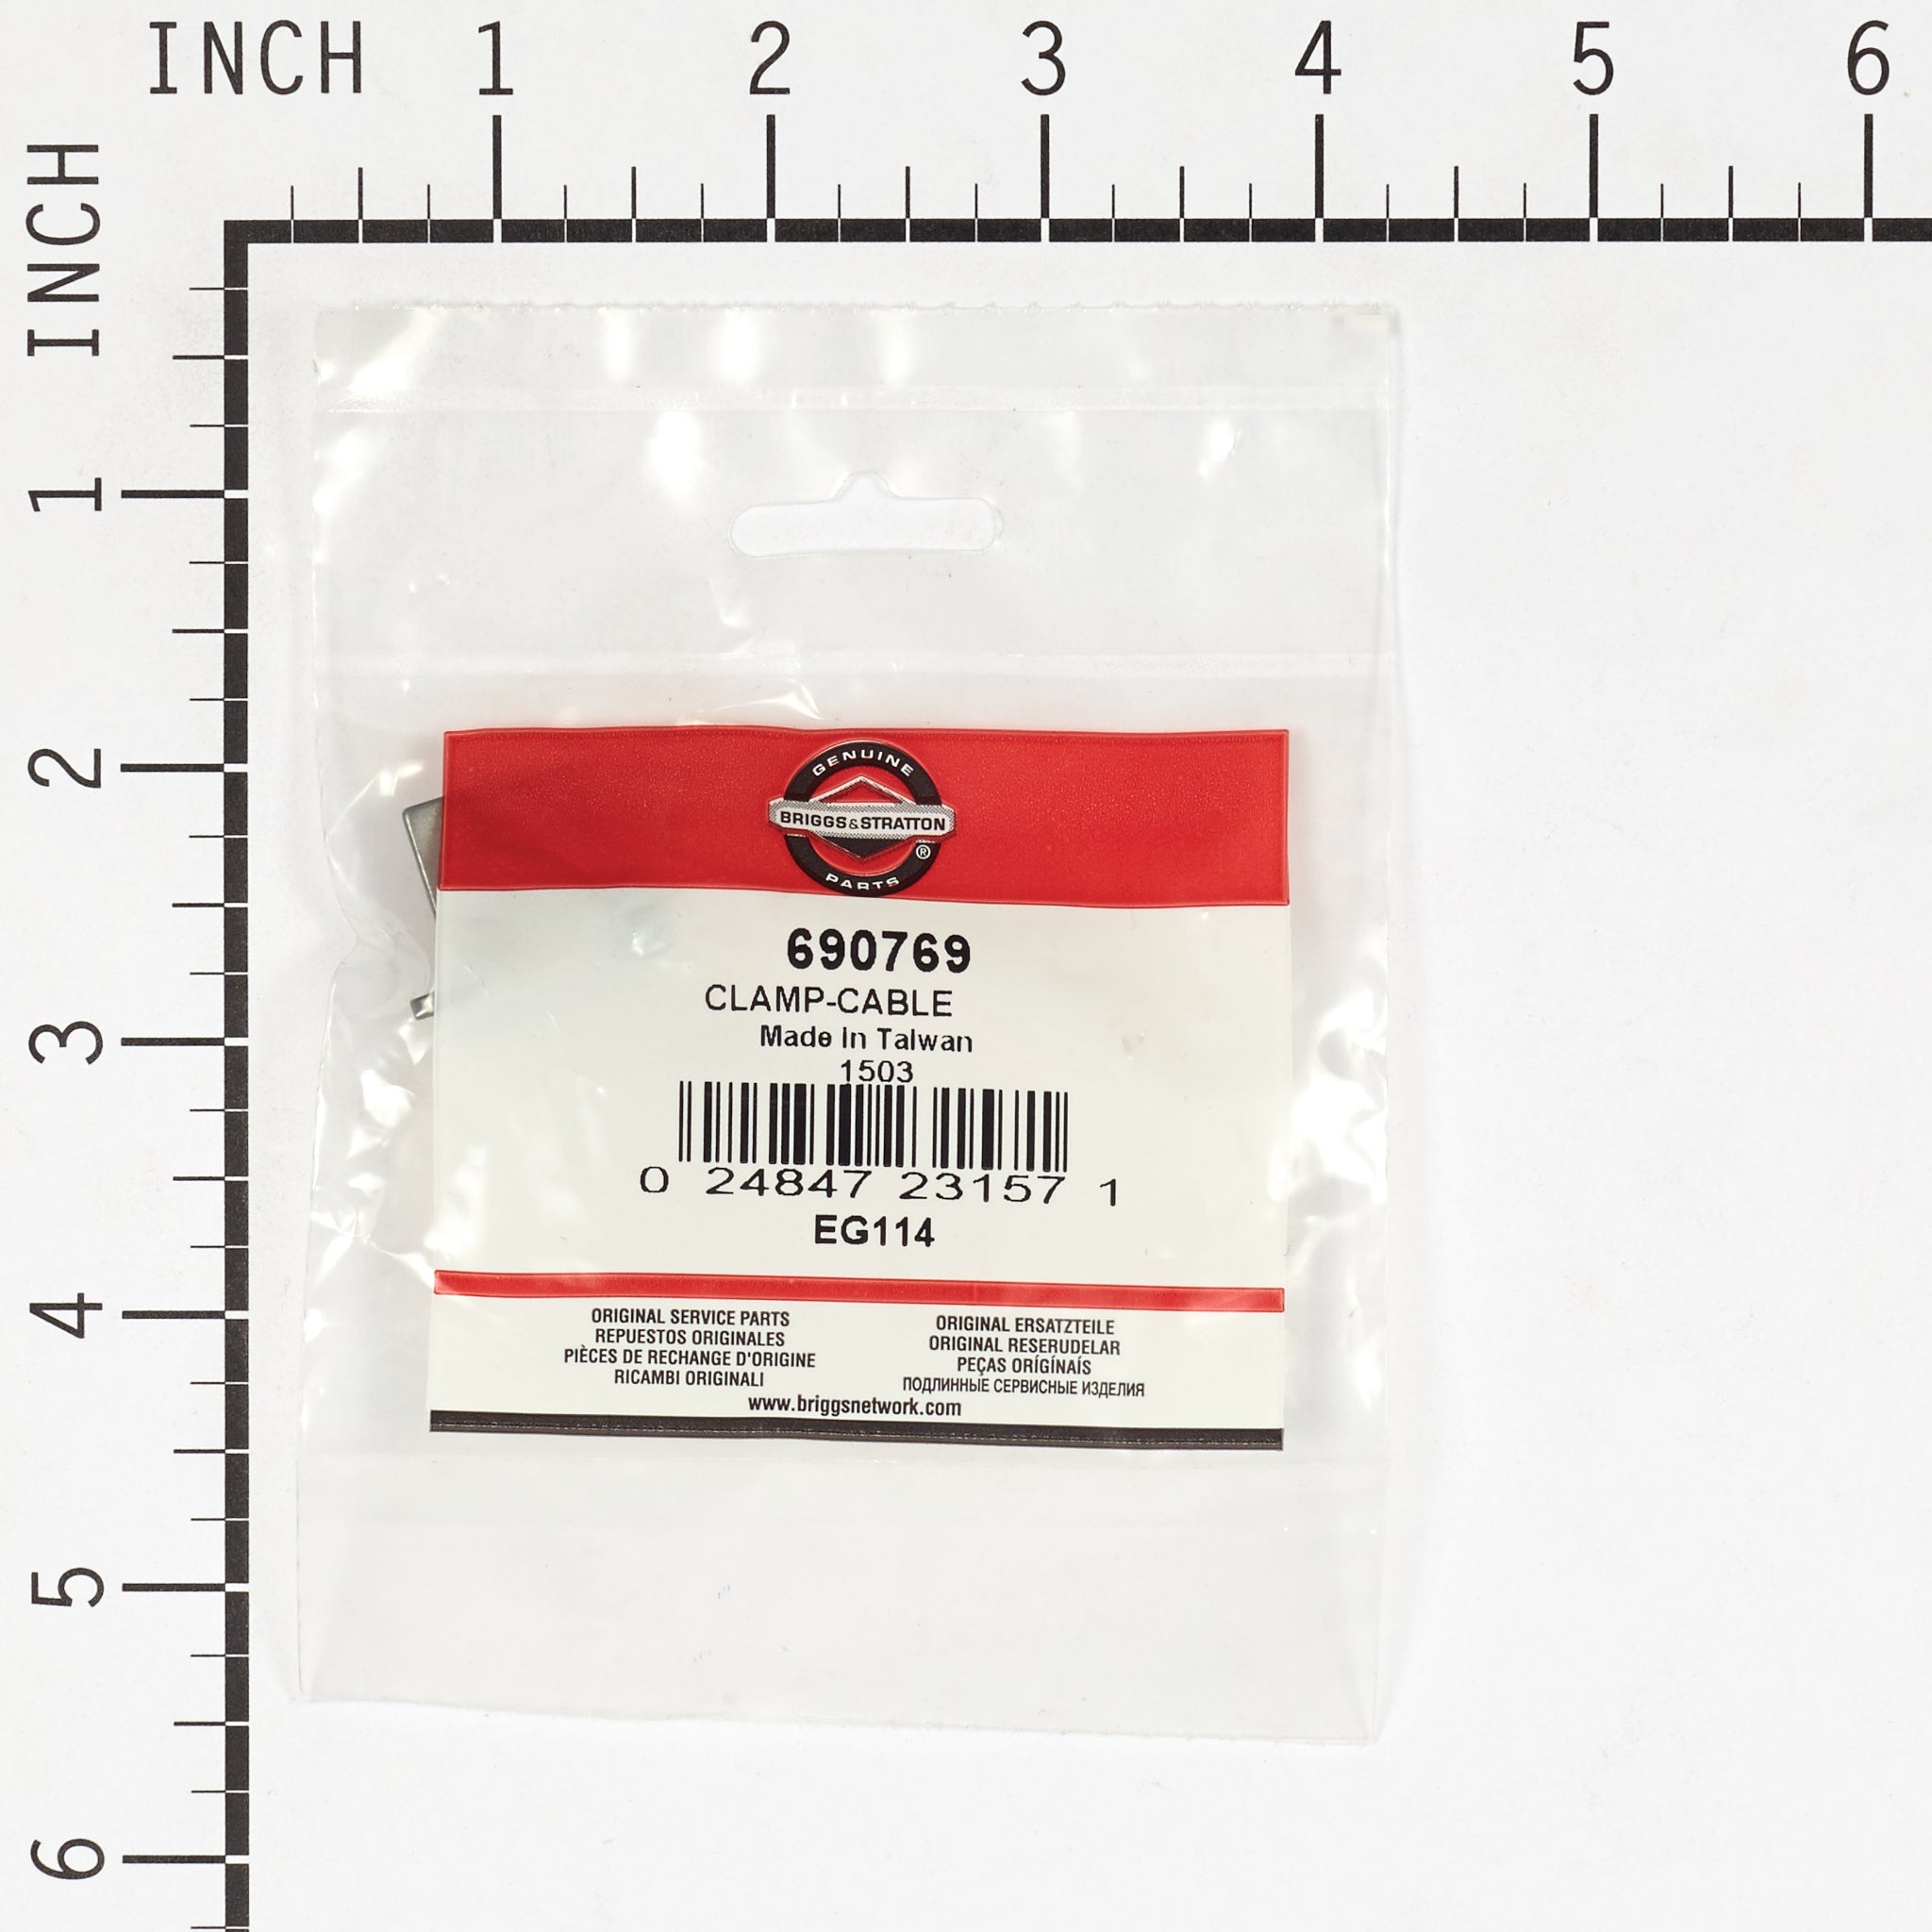 INCH 1 2 3 4 5 6
INCH
1
2
3
4
5
6
GENUINE
BRIGGS&STRATTON
®
PARTS
690769
CLAMP-CABLE
Made In Taiwan
1503
0 24847 23157 1
EG114
ORIGINAL SERVICE PARTS
REPUESTOS ORIGINALES
PIÈCES DE RECHANGE D'ORIGINE
RICAMBI ORIGINALI
ORIGINAL ERSATZTEILE
ORIGINAL RESERUDELAR
PEÇAS ORÍGÍNAÍS
ПОДЛИННЫЕ СЕРВИСНЫЕ ИЗДЕЛИЯ
www.briggsnetwork.com